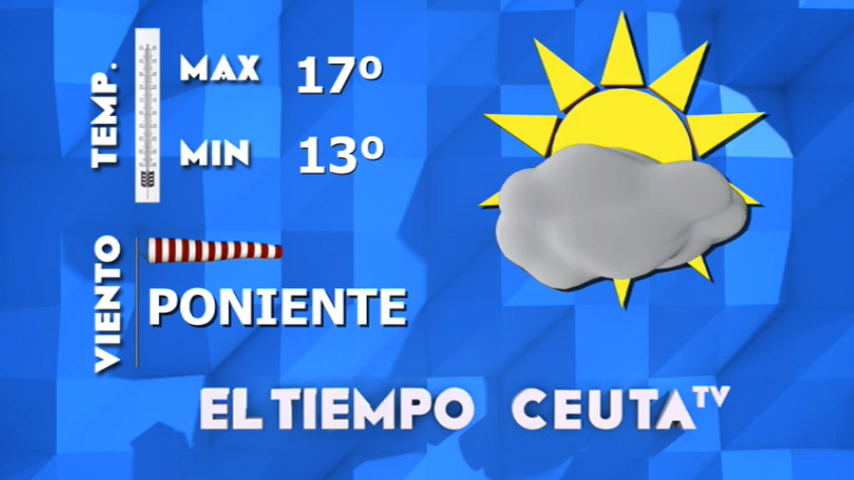 TEMP.
MAX 17º
MIN 13º
VIENTO
PONIENTE
EL TIEMPO CEUTA TV